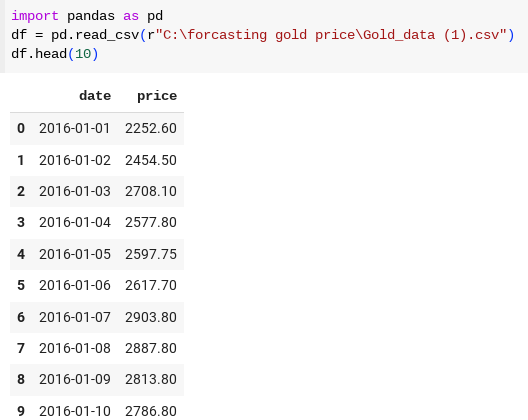 import pandas as pd
df = pd.read_csv(r"C:\forcasting gold price\Gold_data (1).csv")
df.head(10)
date price
0 2016-01-01 2252.60
1 2016-01-02 2454.50
2 2016-01-03 2708.10
3 2016-01-04 2577.80
4 2016-01-05 2597.75
5 2016-01-06 2617.70
6 2016-01-07 2903.80
7 2016-01-08 2887.80
8 2016-01-09 2813.80
9 2016-01-10 2786.80